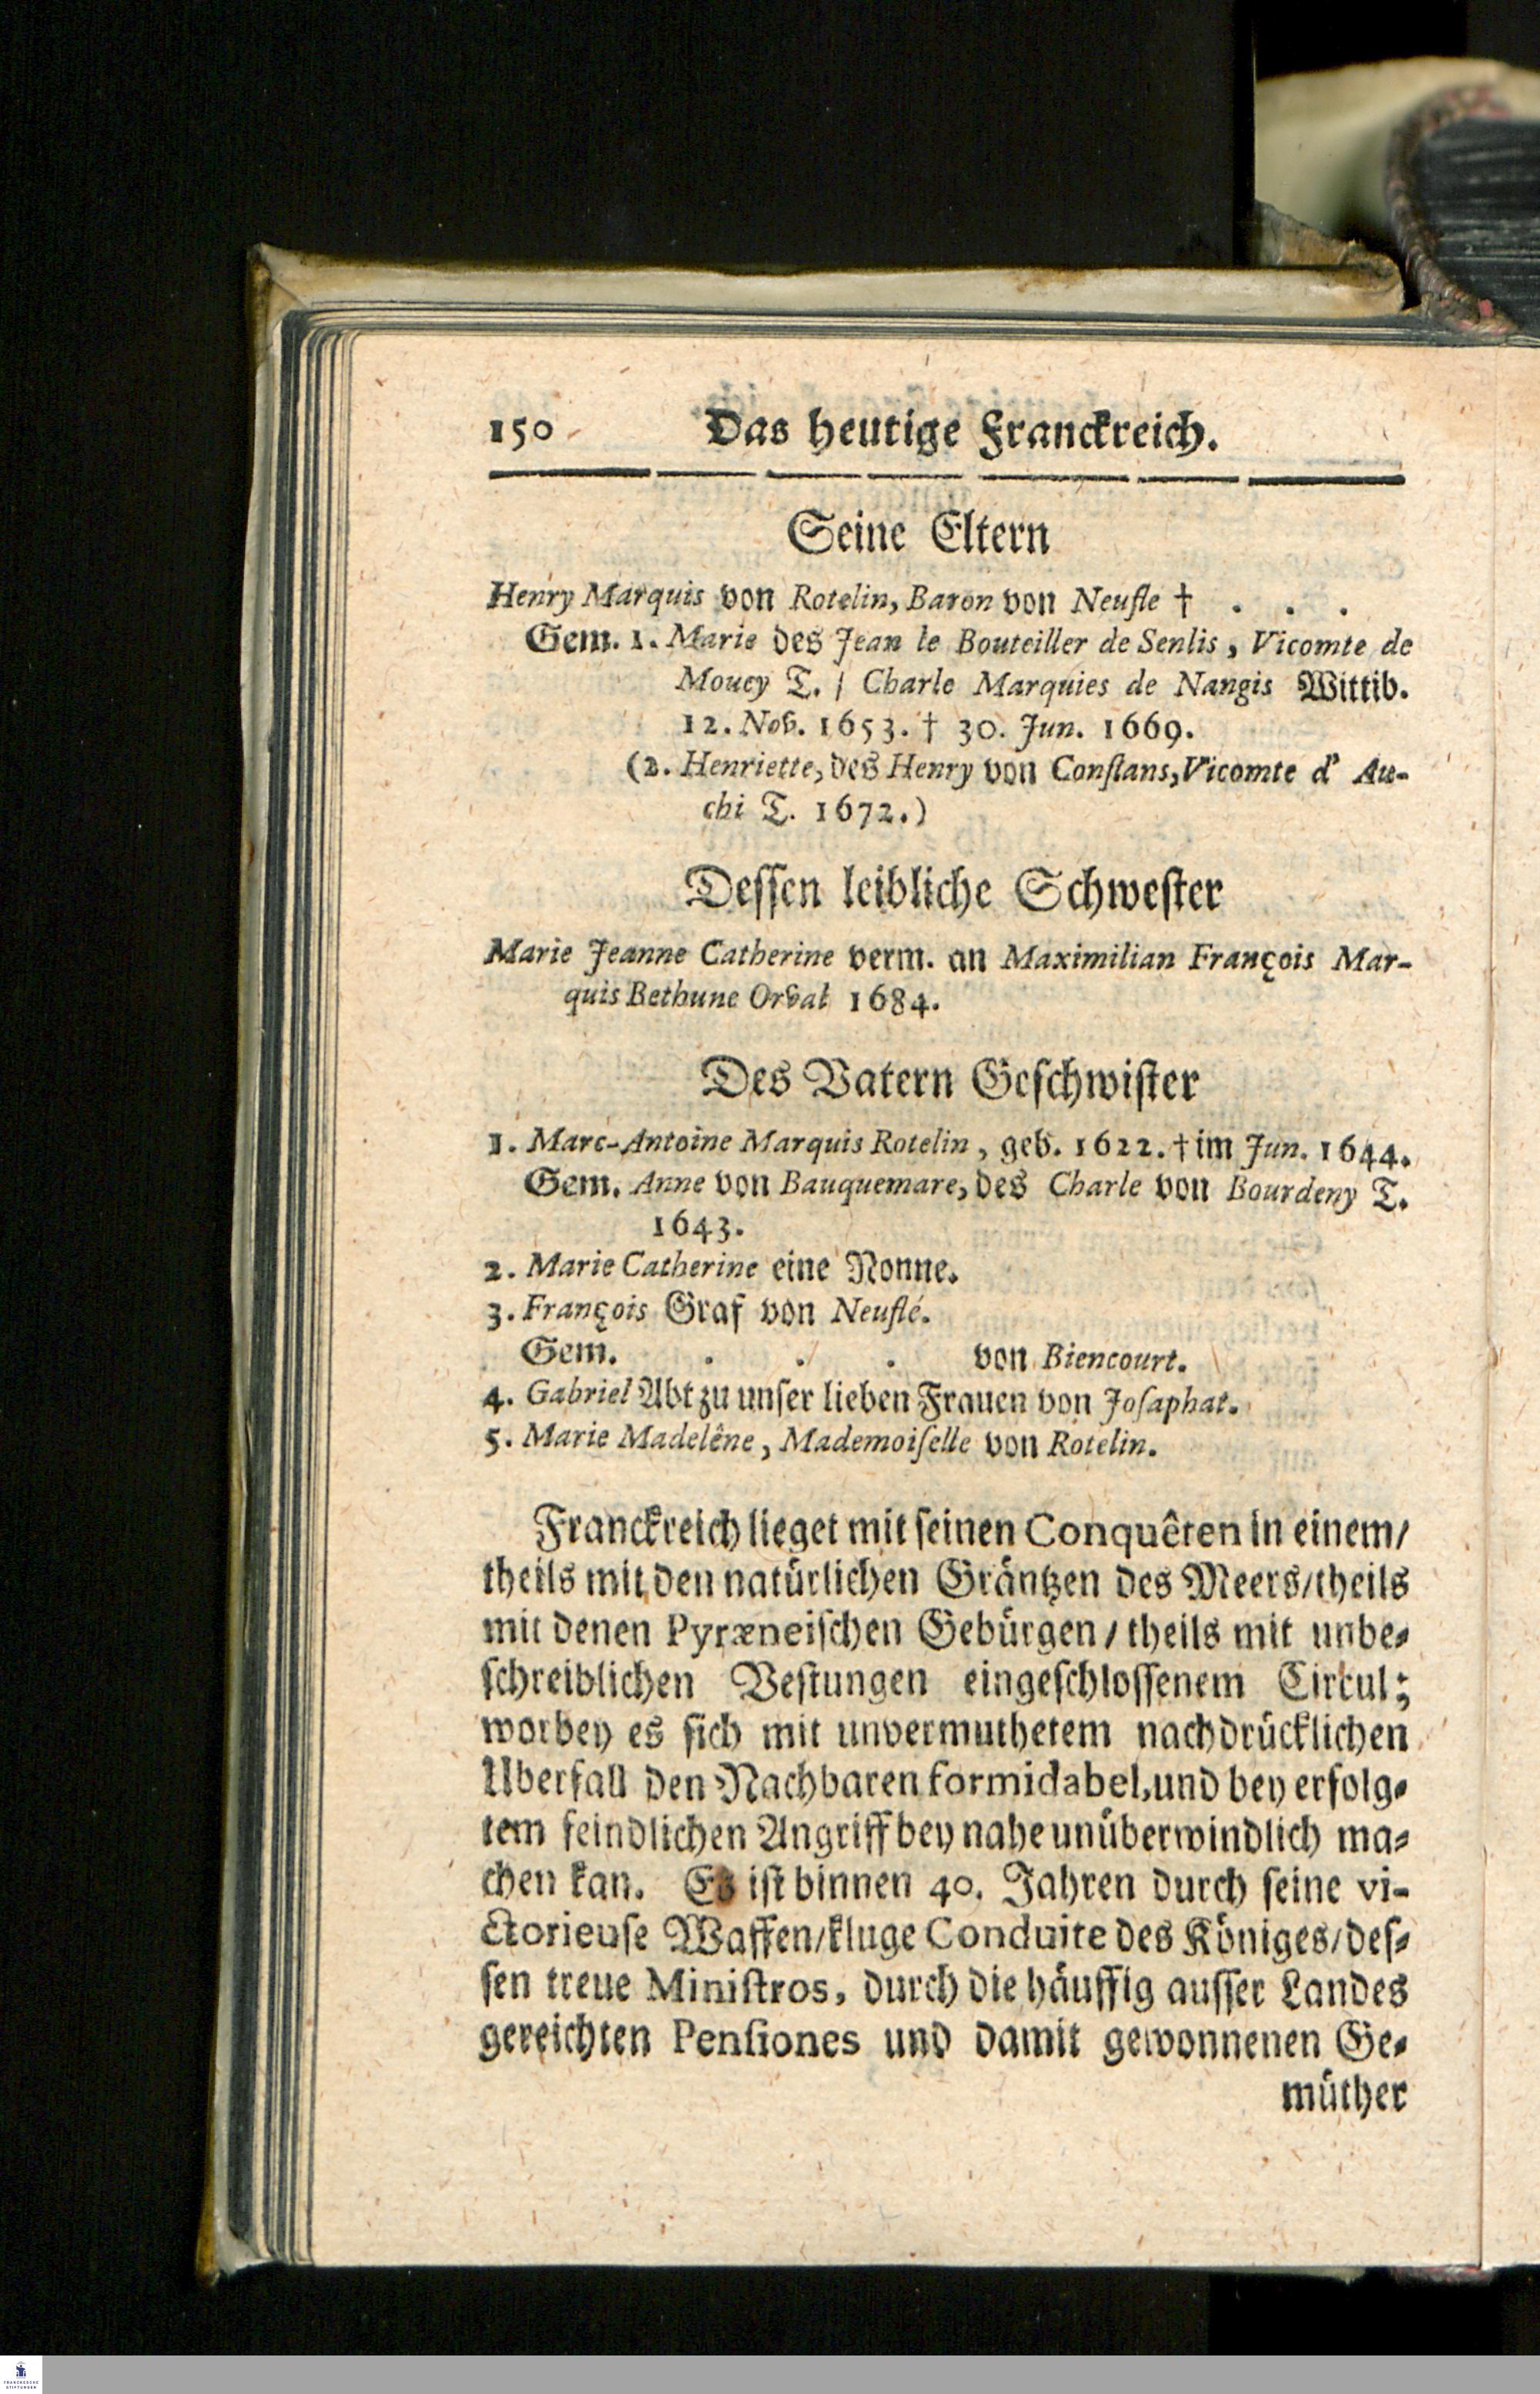 150 Das heutige Franckreich.
Seine Eltern
Henry Marquis von Rotelin, Baron von Neufle † . . .
Gem. 1. Marie des Jean le Bouteiller de Senlis, Vicomte de
Moucy T. / Charle Marquies de Nangis Wittib.
12. Nov. 1653. † 30. Jun. 1669.
(2. Henriette, des Henry von Conſtans, Vicomte d' Au-
chi T. 1672.)
Deſſen leibliche Schweſter
Marie Jeanne Catherine verm. an Maximilian François Mar-
quis Bethune Orval 1684.
Des Vatern Geſchwiſter
1. Marc-Antoine Marquis Rotelin, geb. 1622. † im Jun. 1644.
Gem. Anne von Bauquemare, des Charle von Bourdeny T.
1643.
2. Marie Catherine eine Nonne.
3. François Graf von Neuflé.
Gem. . . . von Biencourt.
4. Gabriel Abt zu unſer lieben Frauen von Joſaphat.
5. Marie Madelêne, Mademoiſelle von Rotelin.
Franckreich lieget mit ſeinen Conquêten in einem/
theils mit den natürlichen Gräntzen des Meers/theils
mit denen Pyræneiſchen Gebürgen / theils mit unbe-
ſchreiblichen Veſtungen eingeſchloſſenem Circul;
worbey es ſich mit unvermuthetem nachdrücklichen
Uberfall den Nachbaren formidabel, und bey erfolg-
tem feindlichen Angriff bey nahe unüberwindlich ma-
chen kan. Es iſt binnen 40. Jahren durch ſeine vi-
ctorieuſe Waffen/kluge Conduite des Königes/deſ-
ſen treue Miniſtros, durch die häuffig auſſer Landes
gereichten Penſiones und damit gewonnenen Ge-
müther
FRANCKESCHE
STIFTUNGEN